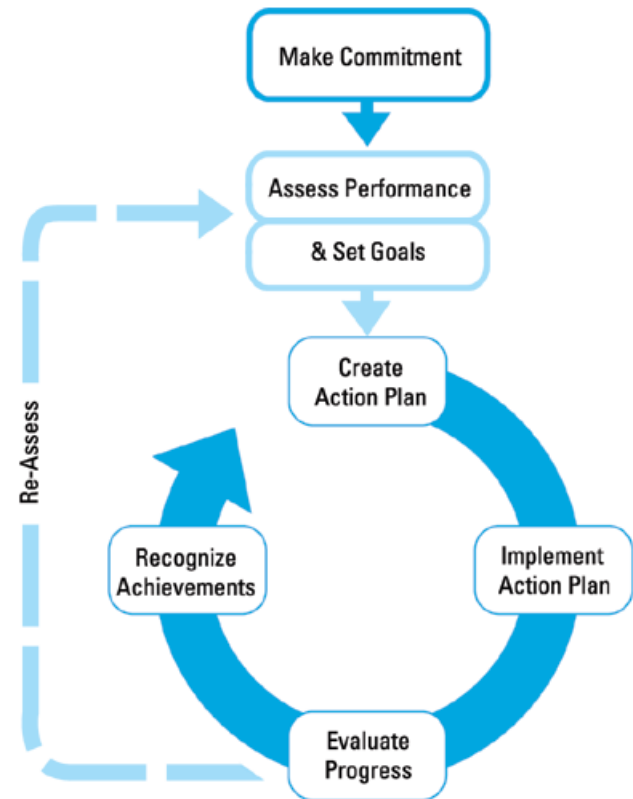 Make Commitment
Assess Performance
& Set Goals
Create
Action Plan
Implement
Action Plan
Evaluate
Progress
Recognize
Achievements
Re-Assess